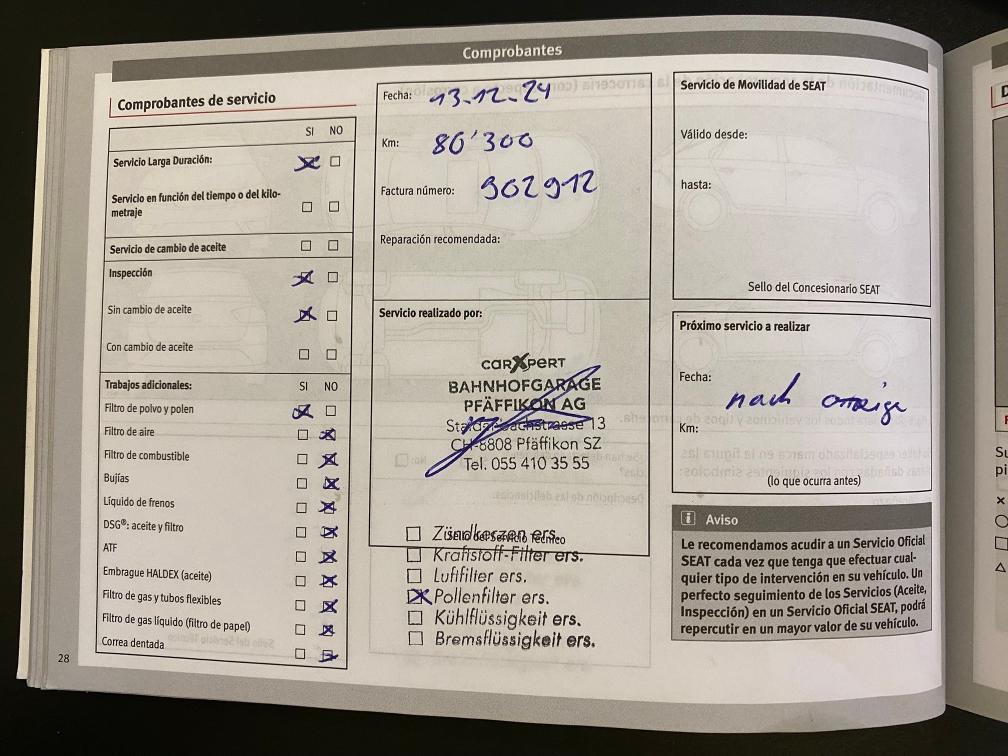 Comprobantes
Comprobantes de servicio
SI NO
Servicio Larga Duración:
Servicio en función del tiempo o del kilo-
metraje
Servicio de cambio de aceite
Inspección
Sin cambio de aceite
Con cambio de aceite
Trabajos adicionales: SI NO
Filtro de polvo y polen
Filtro de aire
Filtro de combustible
Bujías
Líquido de frenos
DSG®: aceite y filtro
ATF
Embrague HALDEX (aceite)
Filtro de gas y tubos flexibles
Filtro de gas líquido (filtro de papel)
Correa dentada
28
Fecha: 13.12.24
Km: 80'300
Factura número: 902912
Reparación recomendada:
Servicio realizado por:
carXpert
BAHNHOFGARAGE
PFÄFFIKON AG
13
CH-8808 Pfäffikon SZ
Tel. 055 410 35 55
Sello del Servicio Técnico
Zündkerzen ers.
Kraftstoff-Filter ers.
Luftfilter ers.
Pollenfilter ers.
Kühlflüssigkeit ers.
Bremsflüssigkeit ers.
Servicio de Movilidad de SEAT
Válido desde:
hasta:
Sello del Concesionario SEAT
Próximo servicio a realizar
Fecha:
nach Anzeige
Km:
(lo que ocurra antes)
i Aviso
Le recomendamos acudir a un Servicio Oficial
SEAT cada vez que tenga que efectuar cual-
quier tipo de intervención en su vehículo. Un
perfecto seguimiento de los Servicios (Aceite,
Inspección) en un Servicio Oficial SEAT, podrá
repercutir en un mayor valor de su vehículo.
D
Su
pi